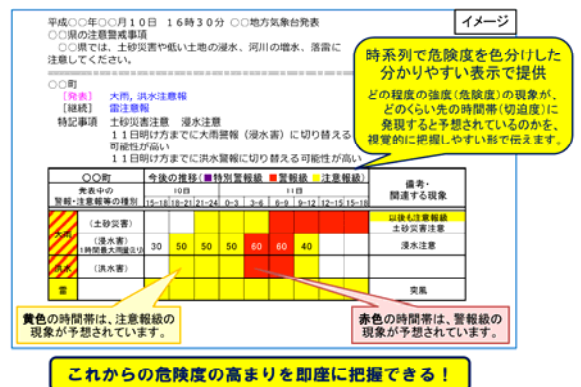 イメージ
平成○○年○○月10日 16時30分 ○○地方気象台発表
○○県の注意警戒事項
○○県では、土砂災害や低い土地の浸水、河川の増水、落雷に
注意してください。
時系列で危険度を色分けした
分かりやすい表示で提供
どの程度の強度(危険度)の現象が、
どのくらい先の時間帯(切迫度)に
発現すると予想されているのかを、
視覚的に把握しやすい形で伝えます。
○○町
[発表] 大雨,洪水注意報
[継続] 雷注意報
特記事項 土砂災害注意 浸水注意
11日明け方までに大雨警報(浸水害)に切り替える
可能性が高い
11日明け方までに洪水警報に切り替える可能性が高い
○○町 今後の推移(■特別警報級 ■警報級 ■注意報級) 備考・
関連する現象
発表中の
警報・注意報等の種別
10日 11日
15-18 18-21 21-24 0-3 3-6 6-9 9-12 12-15 15-18
大雨 (土砂災害) 以後も注意報級
土砂災害注意
(浸水害) 30 50 50 50 60 60 40 浸水注意
1時間最大雨量(ミリ)
洪水 (洪水害)
雷 突風
黄色の時間帯は、注意報級の
現象が予想されています。
赤色の時間帯は、警報級の
現象が予想されています。
これからの危険度の高まりを即座に把握できる!